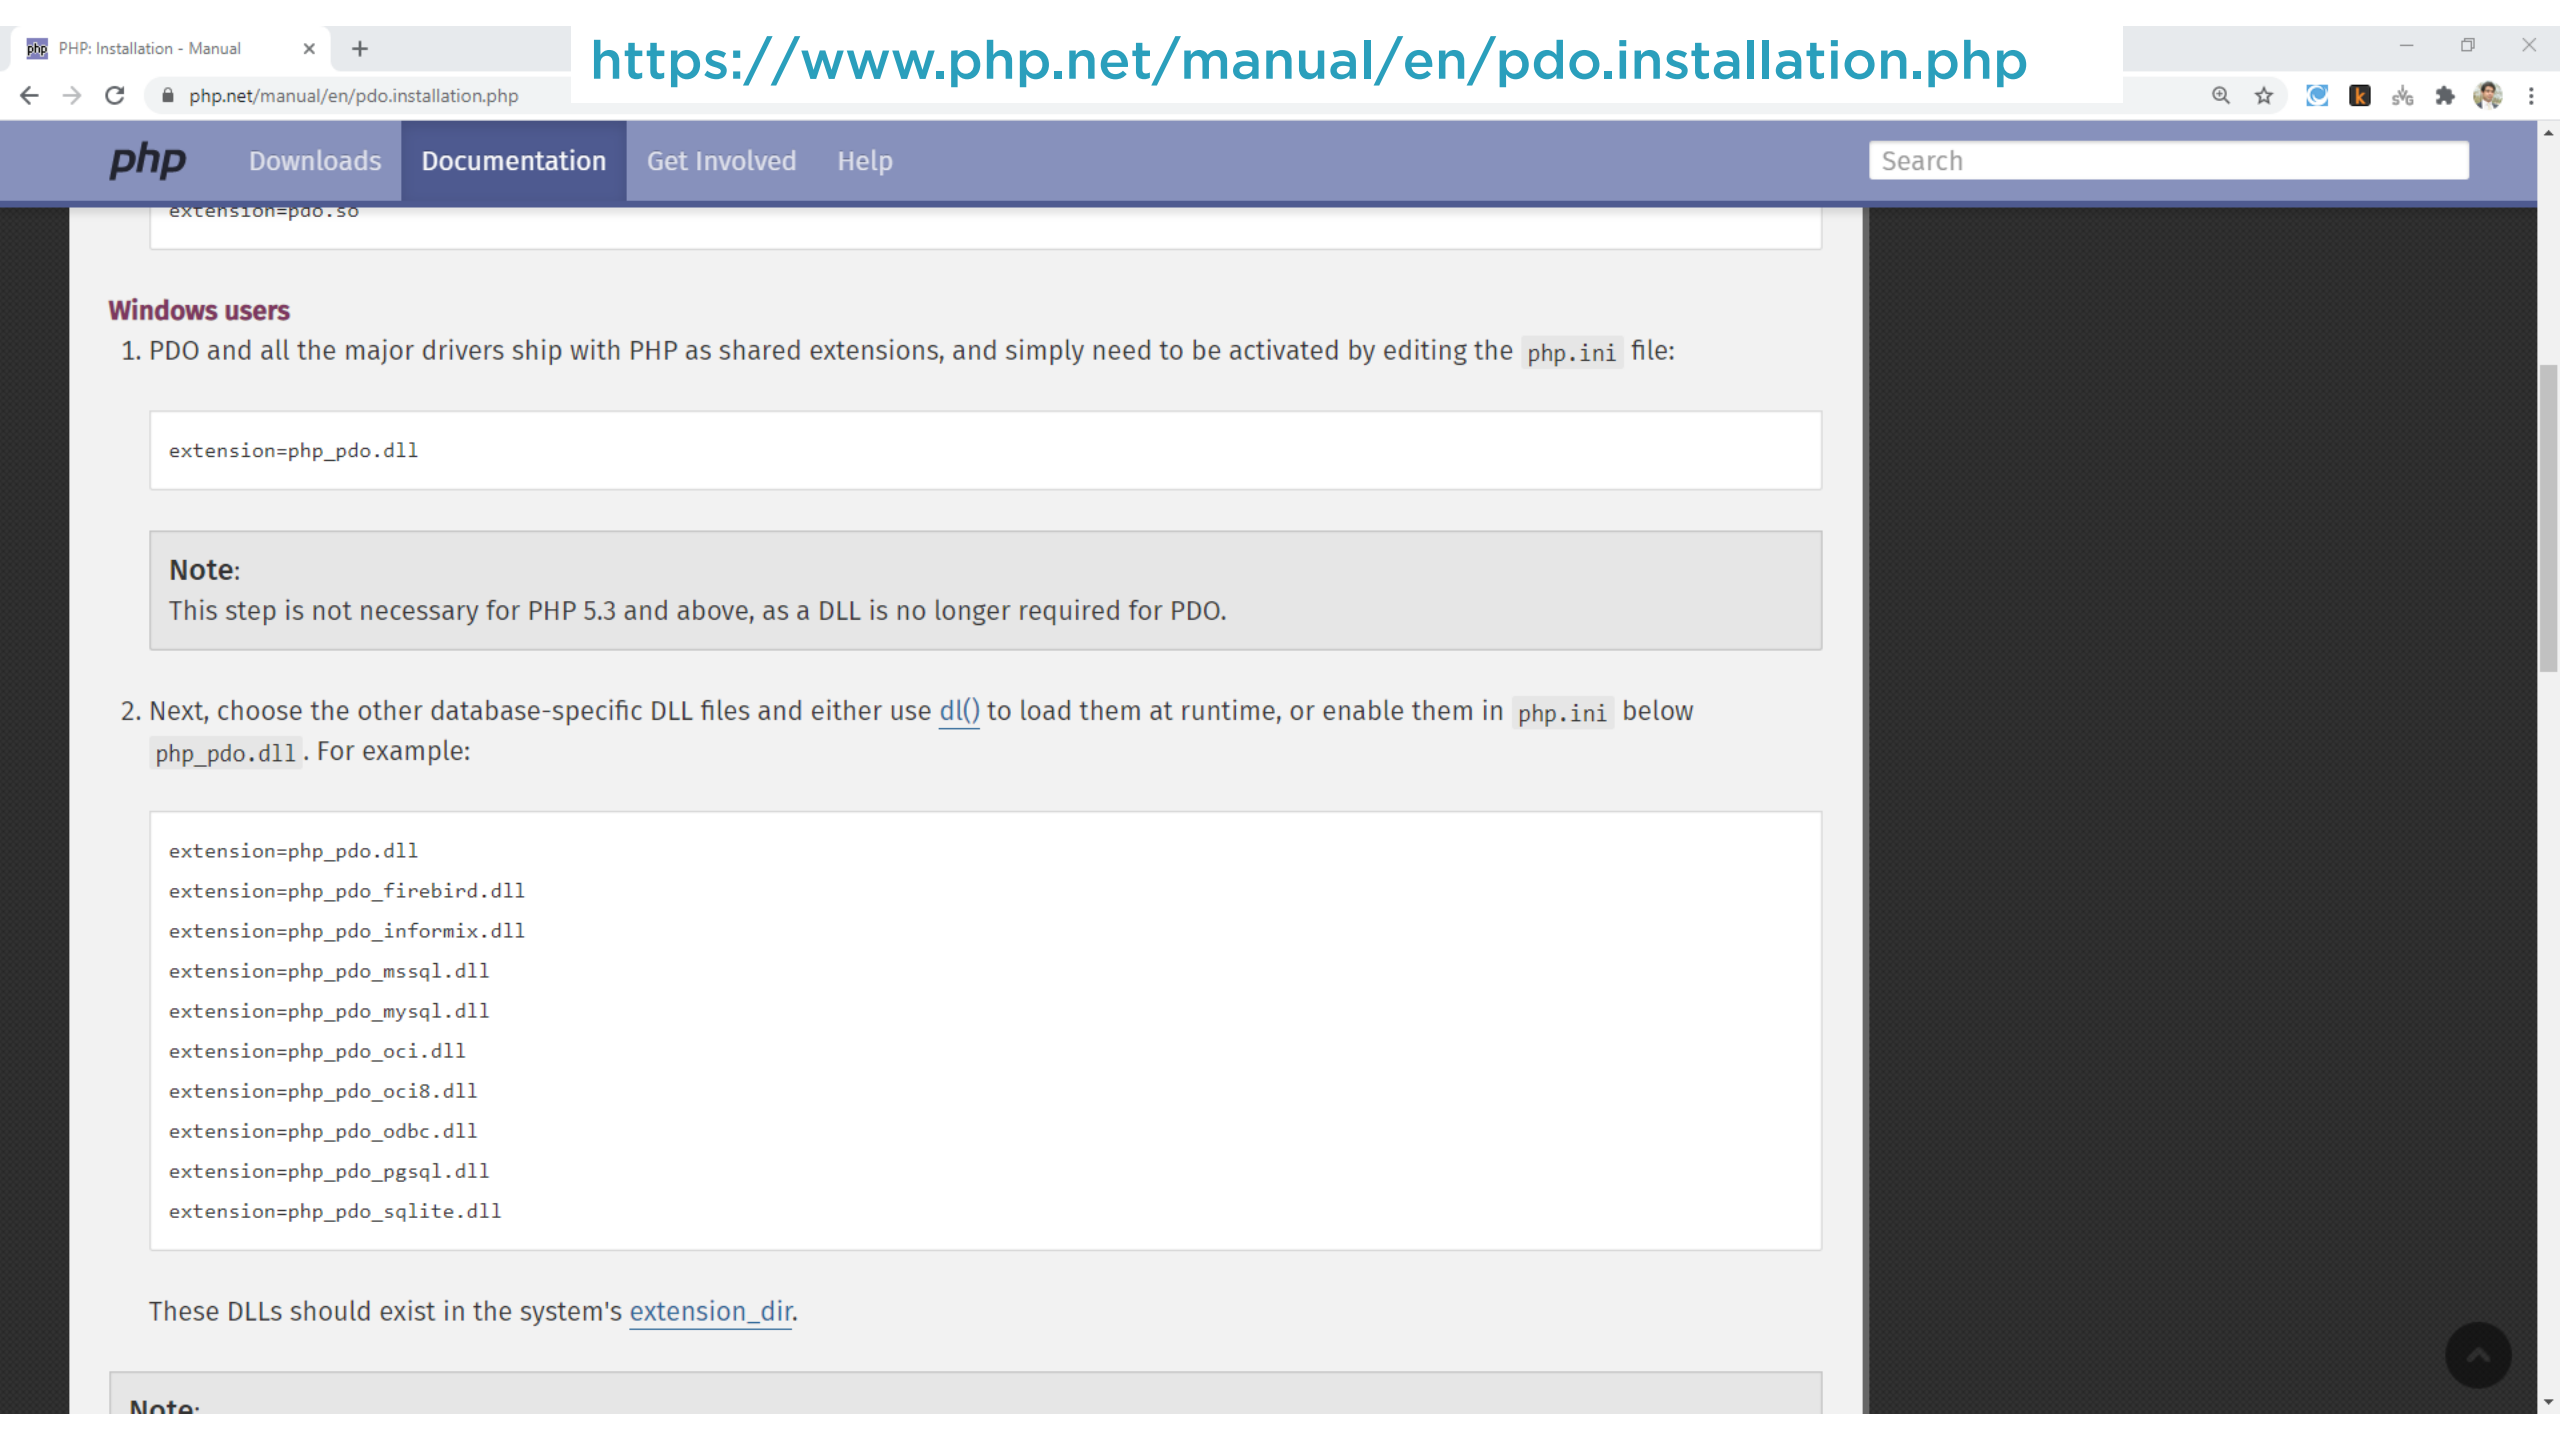 php PHP: Installation - Manual
https://www.php.net/manual/en/pdo.installation.php
php.net/manual/en/pdo.installation.php
k SVG
php Downloads Documentation Get Involved Help Search
extension=pdo.so
Windows users
1. PDO and all the major drivers ship with PHP as shared extensions, and simply need to be activated by editing the php.ini file:
extension=php_pdo.dll
Note:
This step is not necessary for PHP 5.3 and above, as a DLL is no longer required for PDO.
2. Next, choose the other database-specific DLL files and either use dl() to load them at runtime, or enable them in php.ini below
php_pdo.dll. For example:
extension=php_pdo.dll
extension=php_pdo_firebird.dll
extension=php_pdo_informix.dll
extension=php_pdo_mssql.dll
extension=php_pdo_mysql.dll
extension=php_pdo_oci.dll
extension=php_pdo_oci8.dll
extension=php_pdo_odbc.dll
extension=php_pdo_pgsql.dll
extension=php_pdo_sqlite.dll
These DLLs should exist in the system's extension_dir.
Note: